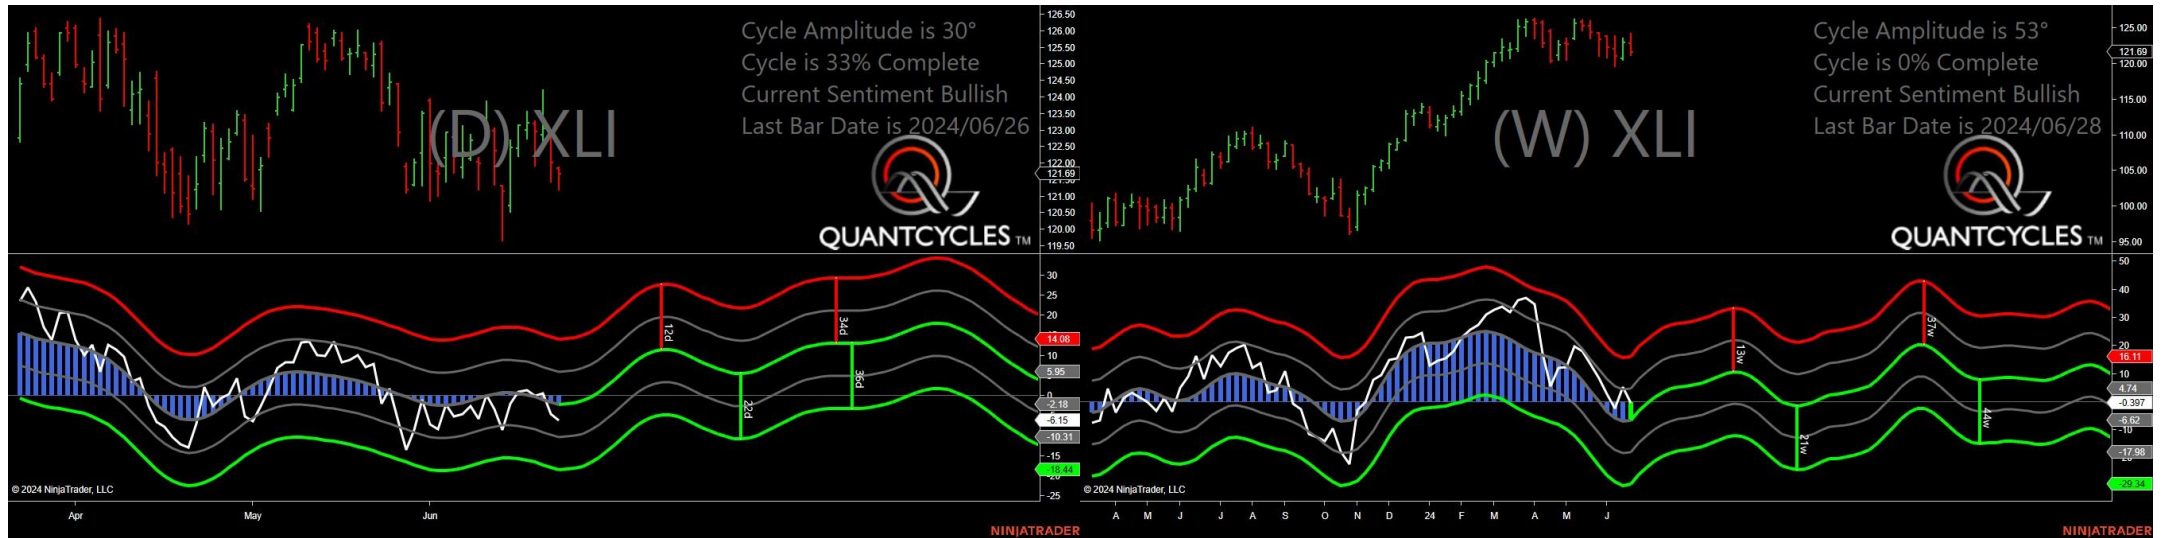 Cycle Amplitude is 30°
Cycle is 33% Complete
Current Sentiment Bullish
Last Bar Date is 2024/06/26
(D) XLI
QUANTCYCLES TM
126.50
126.00
125.50
125.00
124.50
124.00
123.50
123.00
122.50
122.00
121.69
121.00
120.50
120.00
119.50
30
25
20
14.08
10
5.95
0
-2.18
-6.15
-10.31
-15
-18.44
-25
12d
22d
34d
36d
© 2024 NinjaTrader, LLC
Apr May Jun
NINJATRADER
Cycle Amplitude is 53°
Cycle is 0% Complete
Current Sentiment Bullish
Last Bar Date is 2024/06/28
(W) XLI
QUANTCYCLES TM
125.00
121.69
120.00
115.00
110.00
105.00
100.00
95.00
50
40
30
20
16.11
10
4.74
-0.397
-6.62
-10
-17.98
-29.34
13w
21w
37w
44w
© 2024 NinjaTrader, LLC
A M J J A S O N D 24 F M A M J
NINJATRADER